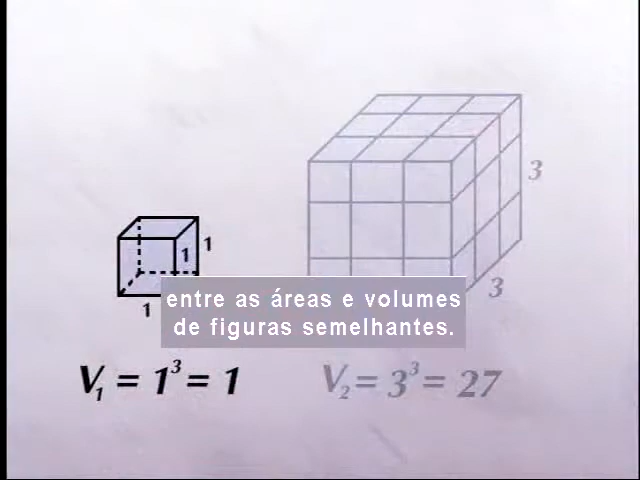 3
1
1
3
1
entre as áreas e volumes
de figuras semelhantes.
V₁ = 1³ = 1
V₂ = 3³ = 27